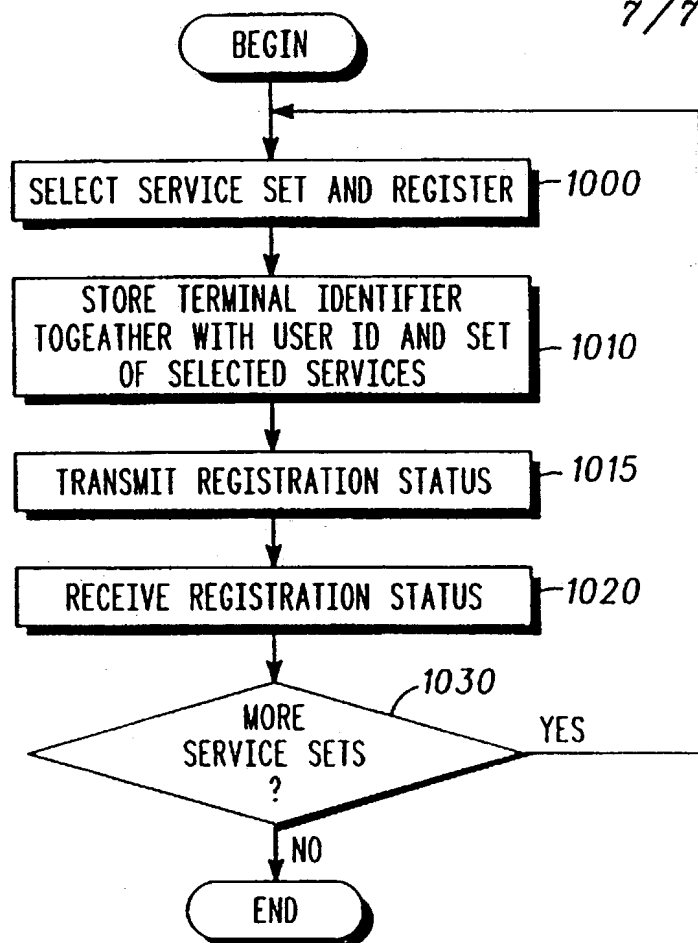 7/7
BEGIN
SELECT SERVICE SET AND REGISTER
1000
STORE TERMINAL IDENTIFIER
TOGEATHER WITH USER ID AND SET
OF SELECTED SERVICES
1010
TRANSMIT REGISTRATION STATUS
1015
RECEIVE REGISTRATION STATUS
1020
1030
MORE
SERVICE SETS
?
YES
NO
END